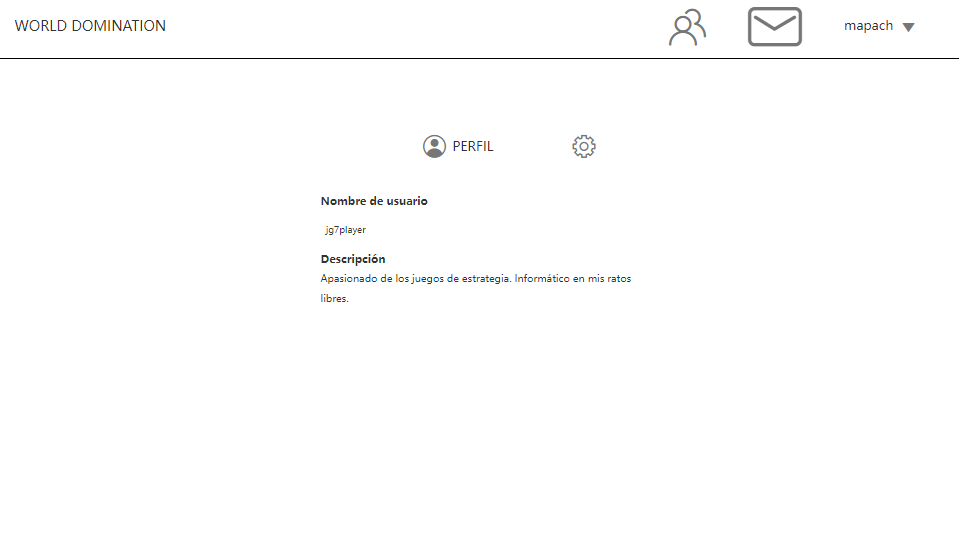 WORLD DOMINATION
mapach
PERFIL
Nombre de usuario
jg7player
Descripción
Apasionado de los juegos de estrategia. Informático en mis ratos
libres.